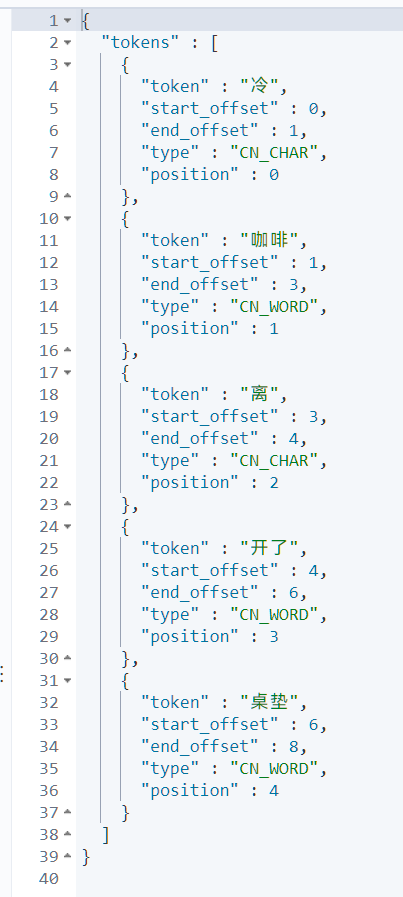 1 {
2 "tokens" : [
3 {
4 "token" : "冷",
5 "start_offset" : 0,
6 "end_offset" : 1,
7 "type" : "CN_CHAR",
8 "position" : 0
9 },
10 {
11 "token" : "咖啡",
12 "start_offset" : 1,
13 "end_offset" : 3,
14 "type" : "CN_WORD",
15 "position" : 1
16 },
17 {
18 "token" : "离",
19 "start_offset" : 3,
20 "end_offset" : 4,
21 "type" : "CN_CHAR",
22 "position" : 2
23 },
24 {
25 "token" : "开了",
26 "start_offset" : 4,
27 "end_offset" : 6,
28 "type" : "CN_WORD",
29 "position" : 3
30 },
31 {
32 "token" : "桌垫",
33 "start_offset" : 6,
34 "end_offset" : 8,
35 "type" : "CN_WORD",
36 "position" : 4
37 }
38 ]
39 }
40